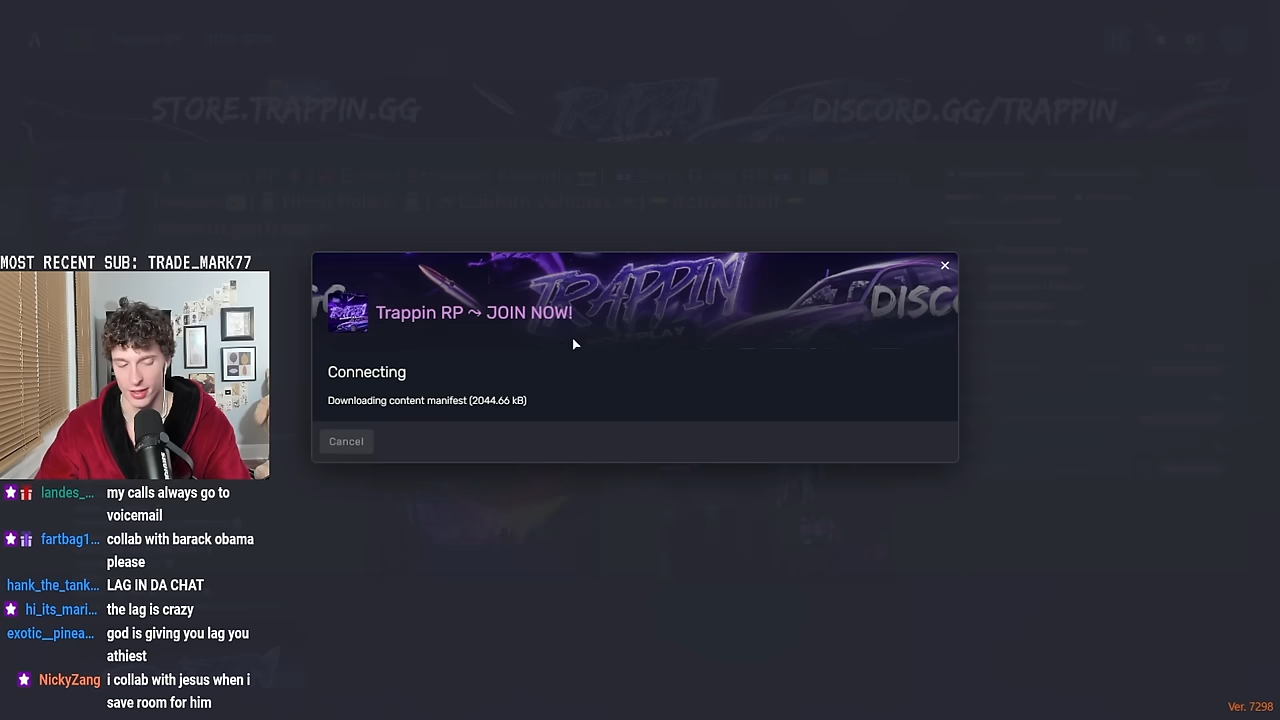 STORE.TRAPPIN.GG
TRAPPIN
DISCORD.GG/TRAPPIN
MOST RECENT SUB: TRADE_MARK77
TRAPPIN
DISC
Trappin RP ~ JOIN NOW!
Connecting
Downloading content manifest (2044.66 kB)
Cancel
landes_... my calls always go to
voicemail
fartbag1... collab with barack obama
please
hank_the_tank... LAG IN DA CHAT
hi_its_mari... the lag is crazy
exotic__pinea... god is giving you lag you
athiest
NickyZang i collab with jesus when i
save room for him
Ver. 7298